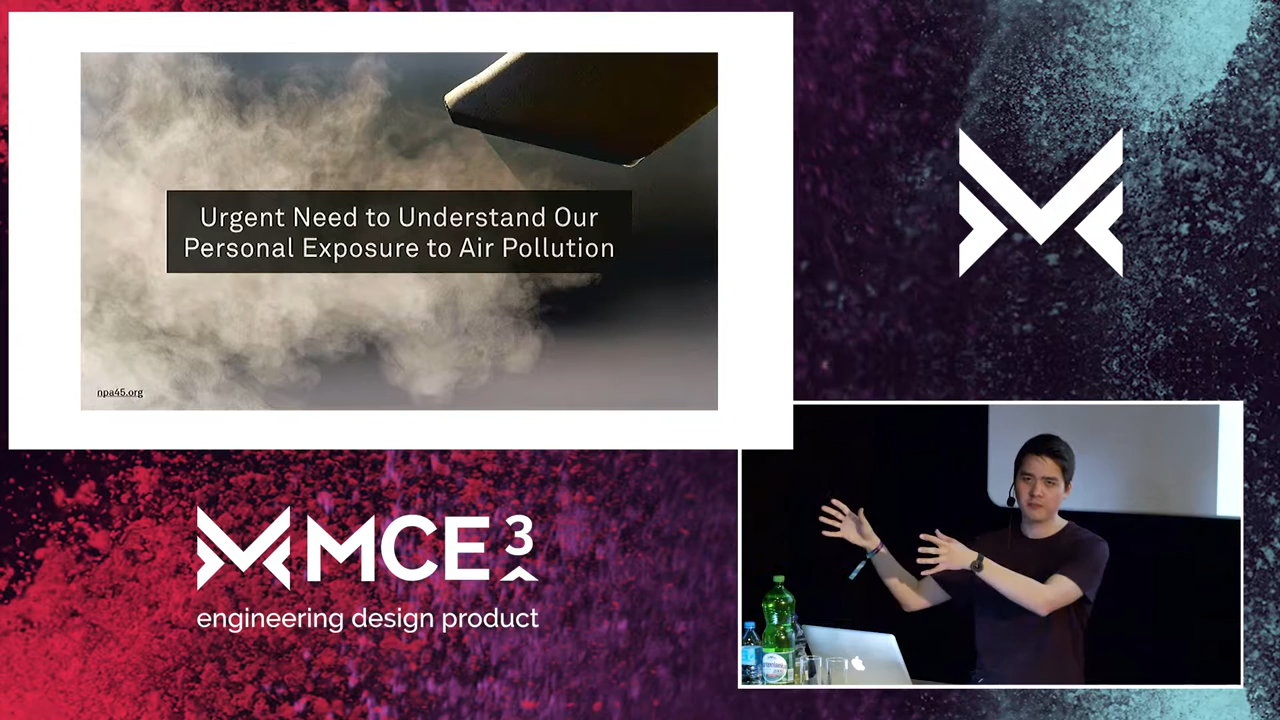 Urgent Need to Understand Our
Personal Exposure to Air Pollution
npa45.org
MCE 3
engineering design product